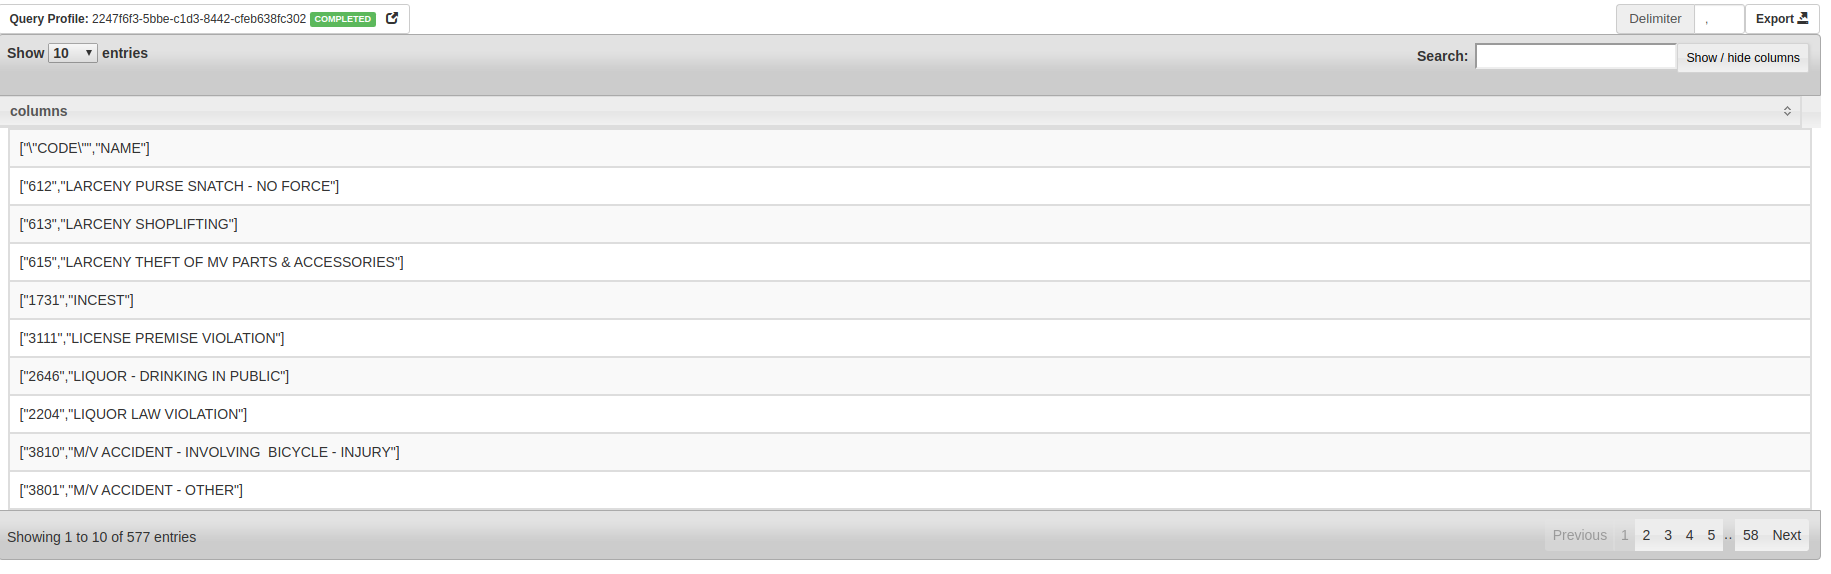 Query Profile: 2247f6f3-5bbe-c1d3-8442-cfeb638fc302 COMPLETED Delimiter , Export
Show 10 entries Search: Show / hide columns
columns
["\"CODE\"","NAME"]
["612","LARCENY PURSE SNATCH - NO FORCE"]
["613","LARCENY SHOPLIFTING"]
["615","LARCENY THEFT OF MV PARTS & ACCESSORIES"]
["1731","INCEST"]
["3111","LICENSE PREMISE VIOLATION"]
["2646","LIQUOR - DRINKING IN PUBLIC"]
["2204","LIQUOR LAW VIOLATION"]
["3810","M/V ACCIDENT - INVOLVING  BICYCLE - INJURY"]
["3801","M/V ACCIDENT - OTHER"]
Showing 1 to 10 of 577 entries Previous 1 2 3 4 5 .. 58 Next